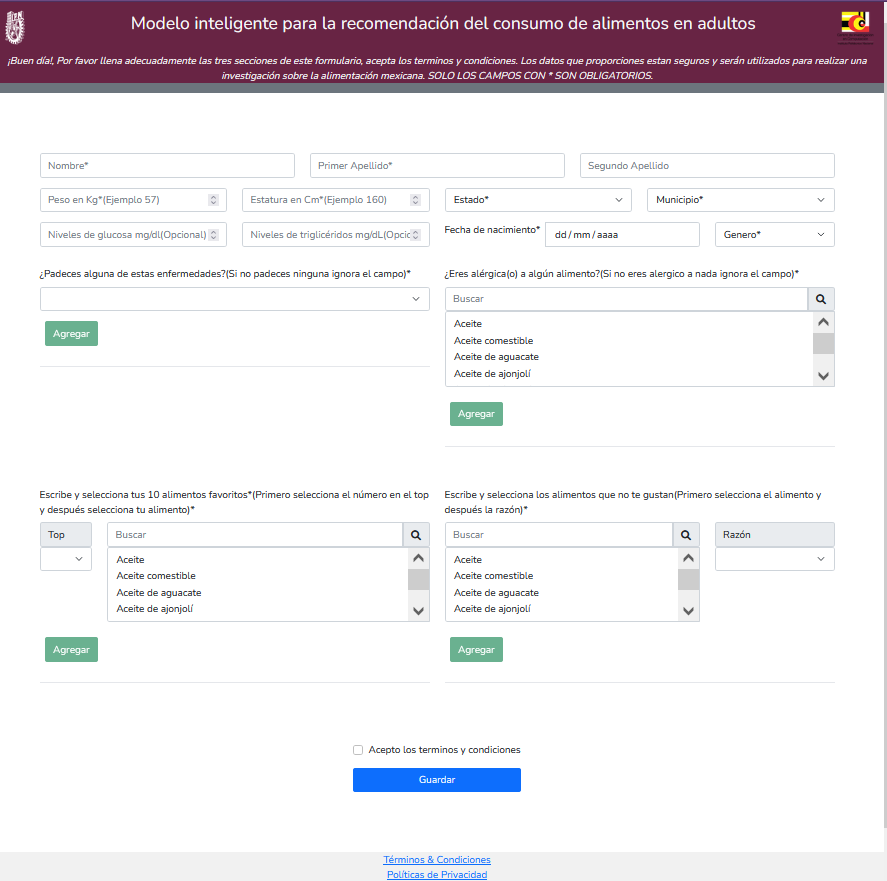 Modelo inteligente para la recomendación del consumo de alimentos en adultos
¡Buen día!, Por favor llena adecuadamente las tres secciones de este formulario, acepta los terminos y condiciones. Los datos que proporciones estan seguros y serán utilizados para realizar una
investigación sobre la alimentación mexicana. SOLO LOS CAMPOS CON * SON OBLIGATORIOS.
Nombre* Primer Apellido* Segundo Apellido
Peso en Kg*(Ejemplo 57) Estatura en Cm*(Ejemplo 160) Estado* Municipio*
Niveles de glucosa mg/dl(Opcional) Niveles de triglicéridos mg/dL(Opcic Fecha de nacimiento* dd/mm/aaaa Genero*
¿Padeces alguna de estas enfermedades?(Si no padeces ninguna ignora el campo)*
Agregar
¿Eres alérgica(o) a algún alimento?(Si no eres alergico a nada ignora el campo)*
Buscar
Aceite
Aceite comestible
Aceite de aguacate
Aceite de ajonjolí
Agregar
Escribe y selecciona tus 10 alimentos favoritos*(Primero selecciona el número en el top
y después selecciona tu alimento)*
Top Buscar
Aceite
Aceite comestible
Aceite de aguacate
Aceite de ajonjolí
Agregar
Escribe y selecciona los alimentos que no te gustan(Primero selecciona el alimento y
después la razón)*
Buscar Razón
Aceite
Aceite comestible
Aceite de aguacate
Aceite de ajonjolí
Agregar
Acepto los terminos y condiciones
Guardar
Términos & Condiciones
Políticas de Privacidad